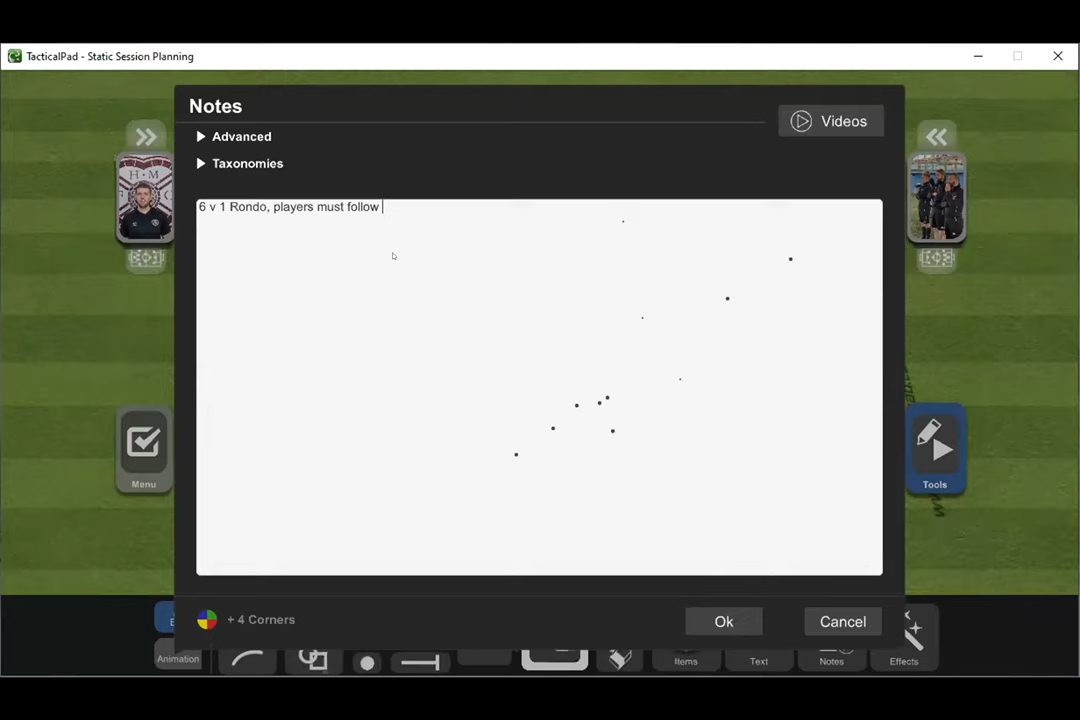 TacticalPad - Static Session Planning
Notes
Videos
Advanced
Taxonomies
6 v 1 Rondo, players must follow
H M
Menu
Tools
+ 4 Corners
Ok
Cancel
Animation
Items
Text
Notes
Effects